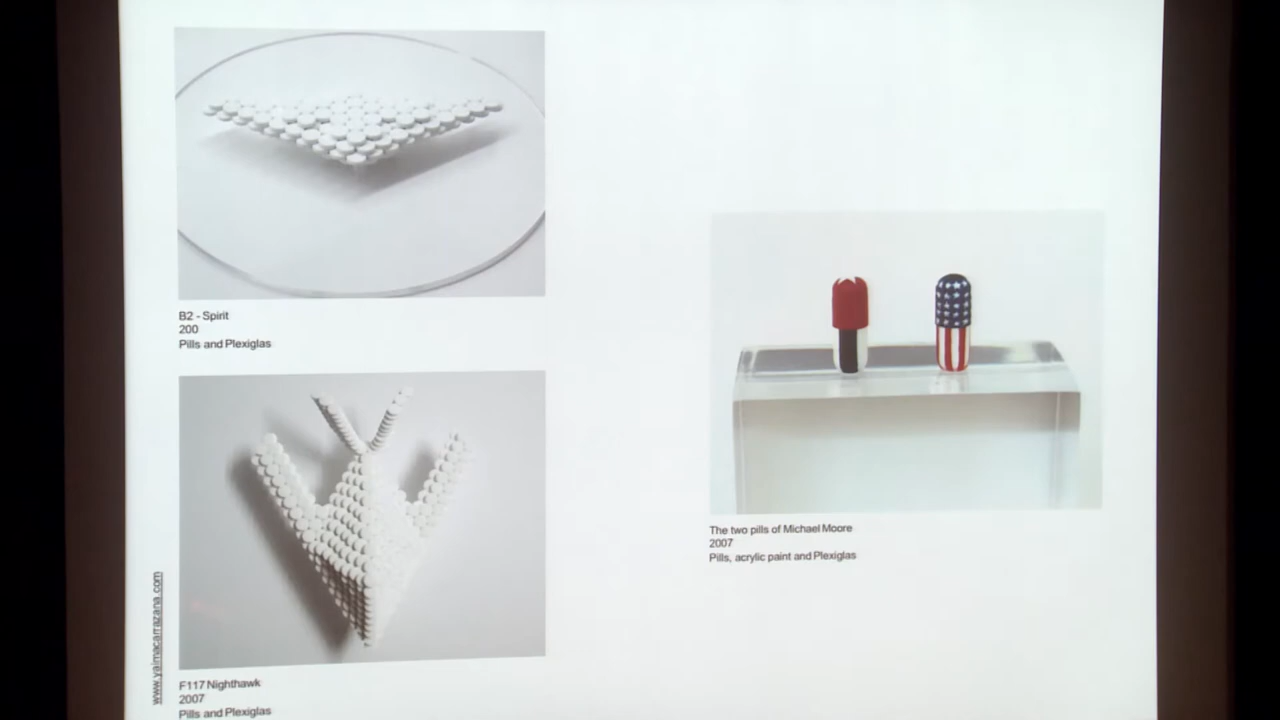 B2 - Spirit
200
Pills and Plexiglas
F117 Nighthawk
2007
Pills and Plexiglas
The two pills of Michael Moore
2007
Pills, acrylic paint and Plexiglas
www.yaimacarrazana.com